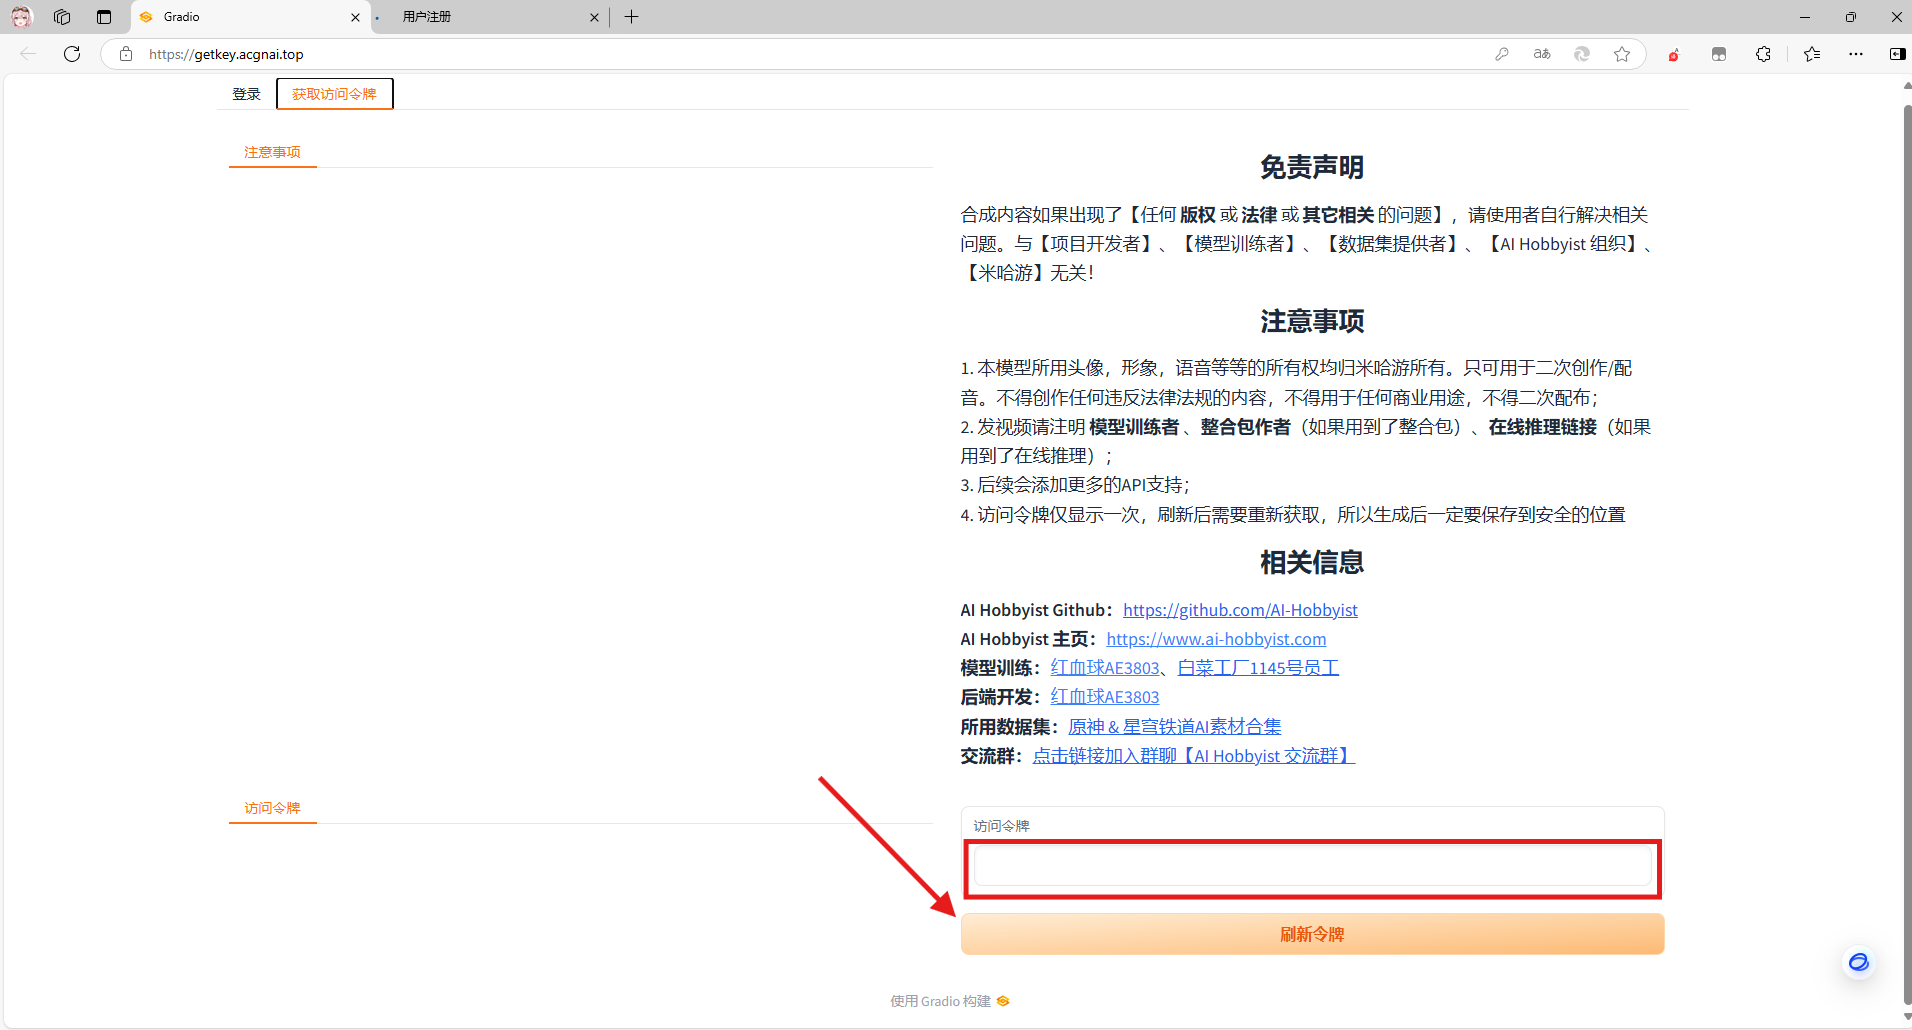 Gradio
用户注册
https://getkey.acgnai.top
aあ
登录
获取访问令牌
注意事项
免责声明
合成内容如果出现了【任何 版权 或 法律 或 其它相关 的问题】，请使用者自行解决相关
问题。与【项目开发者】、【模型训练者】、【数据集提供者】、【AI Hobbyist 组织】、
【米哈游】无关！
注意事项
1. 本模型所用头像，形象，语音等等的所有权均归米哈游所有。只可用于二次创作/配
音。不得创作任何违反法律法规的内容，不得用于任何商业用途，不得二次配布；
2. 发视频请注明 模型训练者 、整合包作者（如果用到了整合包）、在线推理链接（如果
用到了在线推理）；
3. 后续会添加更多的API支持；
4. 访问令牌仅显示一次，刷新后需要重新获取，所以生成后一定要保存到安全的位置
相关信息
AI Hobbyist Github：https://github.com/AI-Hobbyist
AI Hobbyist 主页：https://www.ai-hobbyist.com
模型训练：红血球AE3803、白菜工厂1145号员工
后端开发：红血球AE3803
所用数据集：原神 & 星穹铁道AI素材合集
交流群：点击链接加入群聊【AI Hobbyist 交流群】
访问令牌
访问令牌
刷新令牌
使用 Gradio 构建